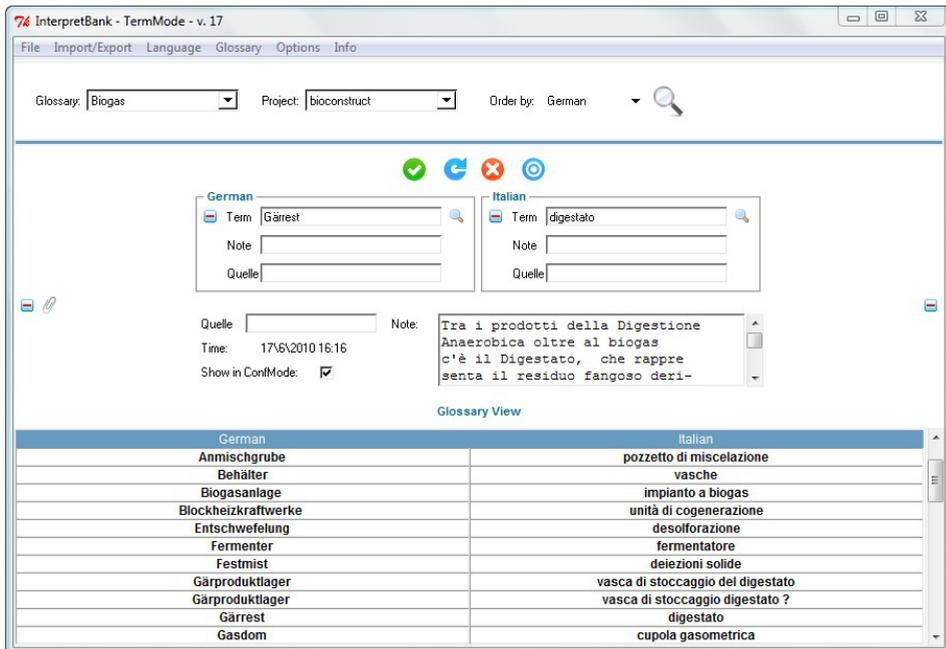 InterpretBank - TermMode - v. 17
File Import/Export Language Glossary Options Info
Glossary: Biogas Project: bioconstruct Order by: German
German Italian
Term Gärrest Term digestato
Note Note
Quelle Quelle
Quelle Note: Tra i prodotti della Digestione
Anaerobica oltre al biogas
Time: 17\6\2010 16:16 c'è il Digestato, che rappre
Show in ConfMode: senta il residuo fangoso deri-
Glossary View
German Italian
Anmischgrube pozzetto di miscelazione
Behälter vasche
Biogasanlage impianto a biogas
Blockheizkraftwerke unità di cogenerazione
Entschwefelung desolforazione
Fermenter fermentatore
Festmist deiezioni solide
Gärproduktlager vasca di stoccaggio del digestato
Gärproduktlager vasca di stoccaggio digestato ?
Gärrest digestato
Gasdom cupola gasometrica